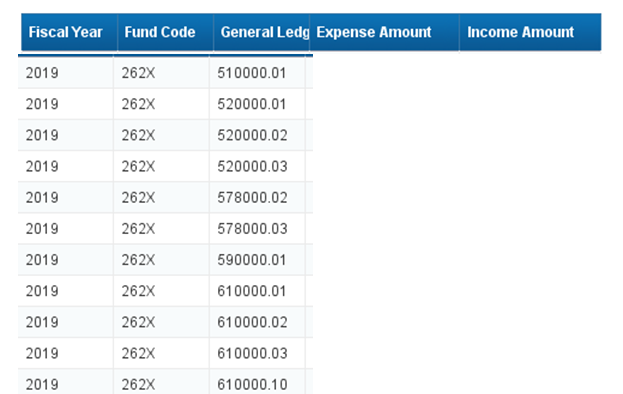 Fiscal Year Fund Code General Ledg Expense Amount Income Amount
2019 262X 510000.01
2019 262X 520000.01
2019 262X 520000.02
2019 262X 520000.03
2019 262X 578000.02
2019 262X 578000.03
2019 262X 590000.01
2019 262X 610000.01
2019 262X 610000.02
2019 262X 610000.03
2019 262X 610000.10